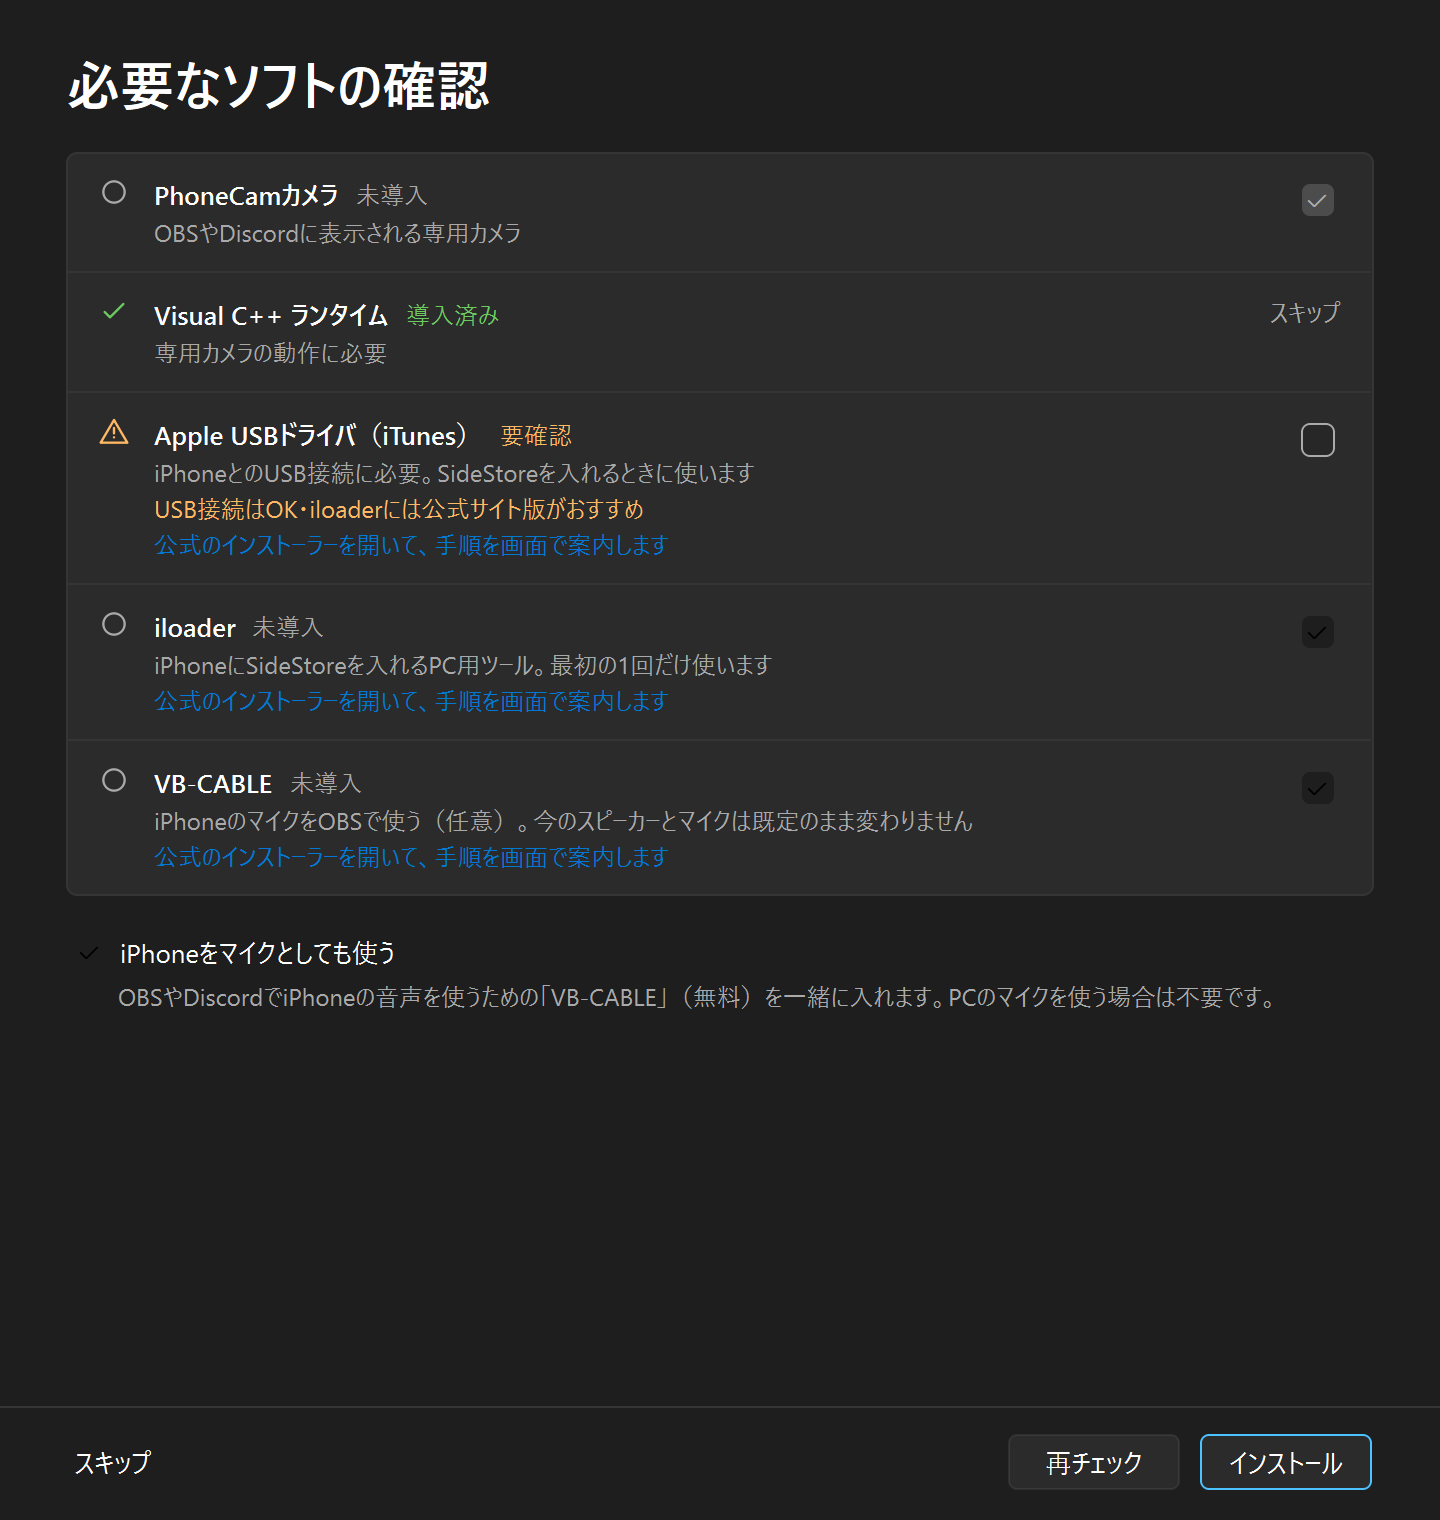 必要なソフトの確認
PhoneCamカメラ 未導入
OBSやDiscordに表示される専用カメラ
Visual C++ ランタイム 導入済み スキップ
専用カメラの動作に必要
Apple USBドライバ（iTunes） 要確認
iPhoneとのUSB接続に必要。SideStoreを入れるときに使います
USB接続はOK・iloaderには公式サイト版がおすすめ
公式のインストーラーを開いて、手順を画面で案内します
iloader 未導入
iPhoneにSideStoreを入れるPC用ツール。最初の1回だけ使います
公式のインストーラーを開いて、手順を画面で案内します
VB-CABLE 未導入
iPhoneのマイクをOBSで使う（任意）。今のスピーカーとマイクは既定のまま変わりません
公式のインストーラーを開いて、手順を画面で案内します
iPhoneをマイクとしても使う
OBSやDiscordでiPhoneの音声を使うための「VB-CABLE」（無料）を一緒に入れます。PCのマイクを使う場合は不要です。
スキップ 再チェック インストール